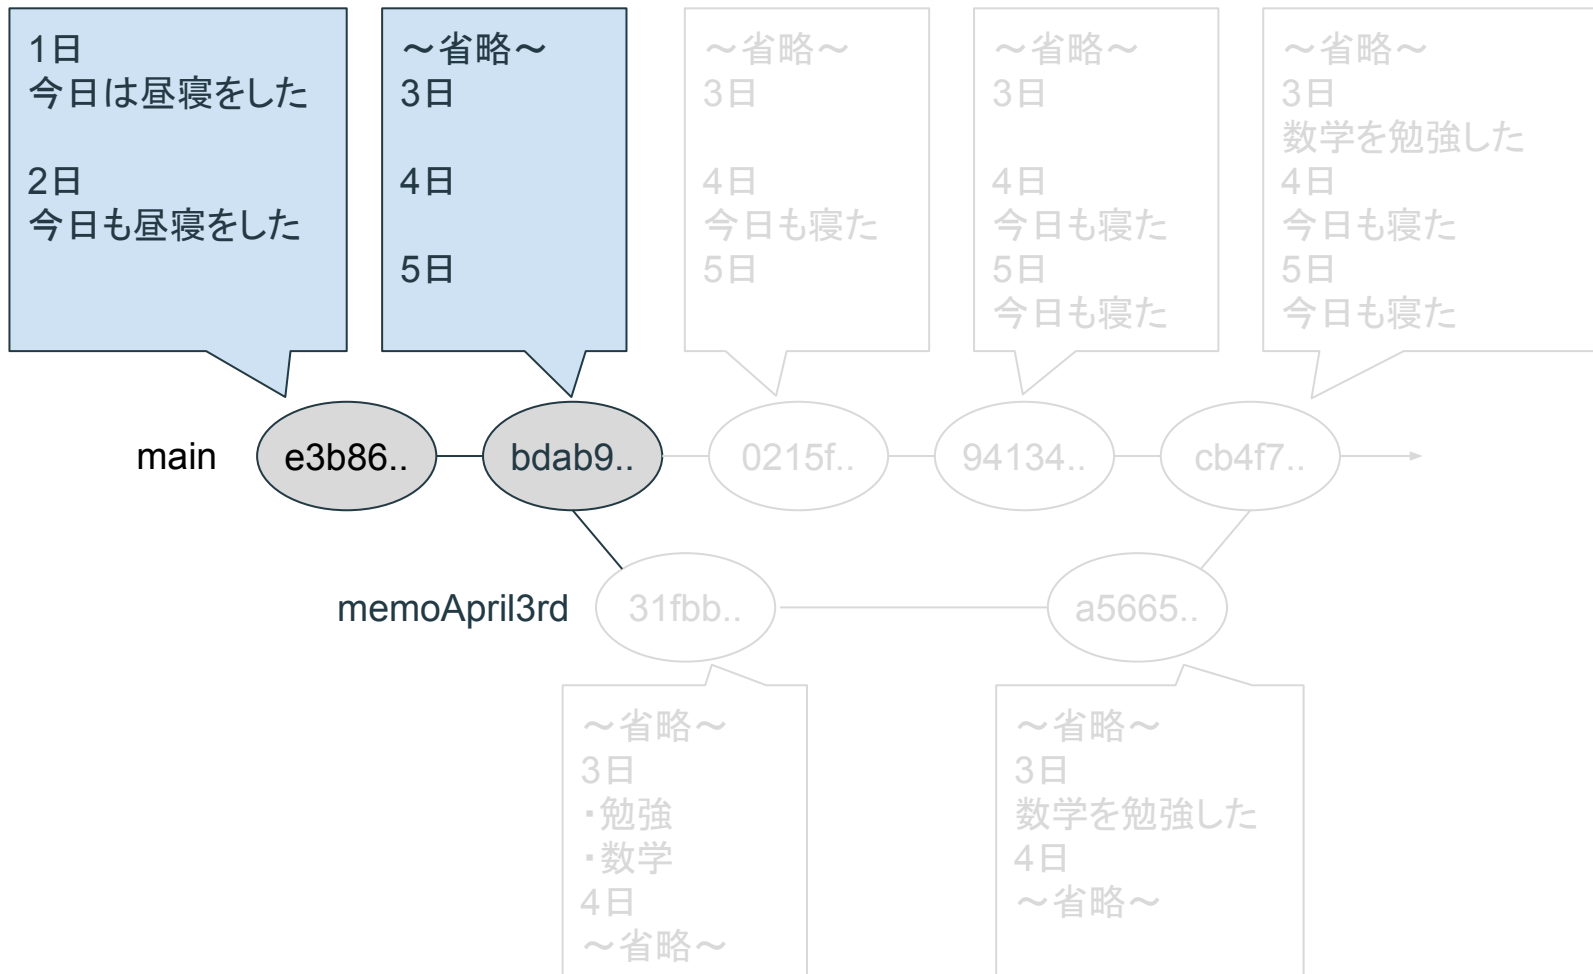 1日
今日は昼寝をした
2日
今日も昼寝をした
～省略～
3日
4日
5日
～省略～
3日
4日
今日も寝た
5日
～省略～
3日
4日
今日も寝た
5日
今日も寝た
～省略～
3日
数学を勉強した
4日
今日も寝た
5日
今日も寝た
main
e3b86..
bdab9..
0215f..
94134..
cb4f7..
memoApril3rd
31fbb..
a5665..
～省略～
3日
・勉強
・数学
4日
～省略～
～省略～
3日
数学を勉強した
4日
～省略～